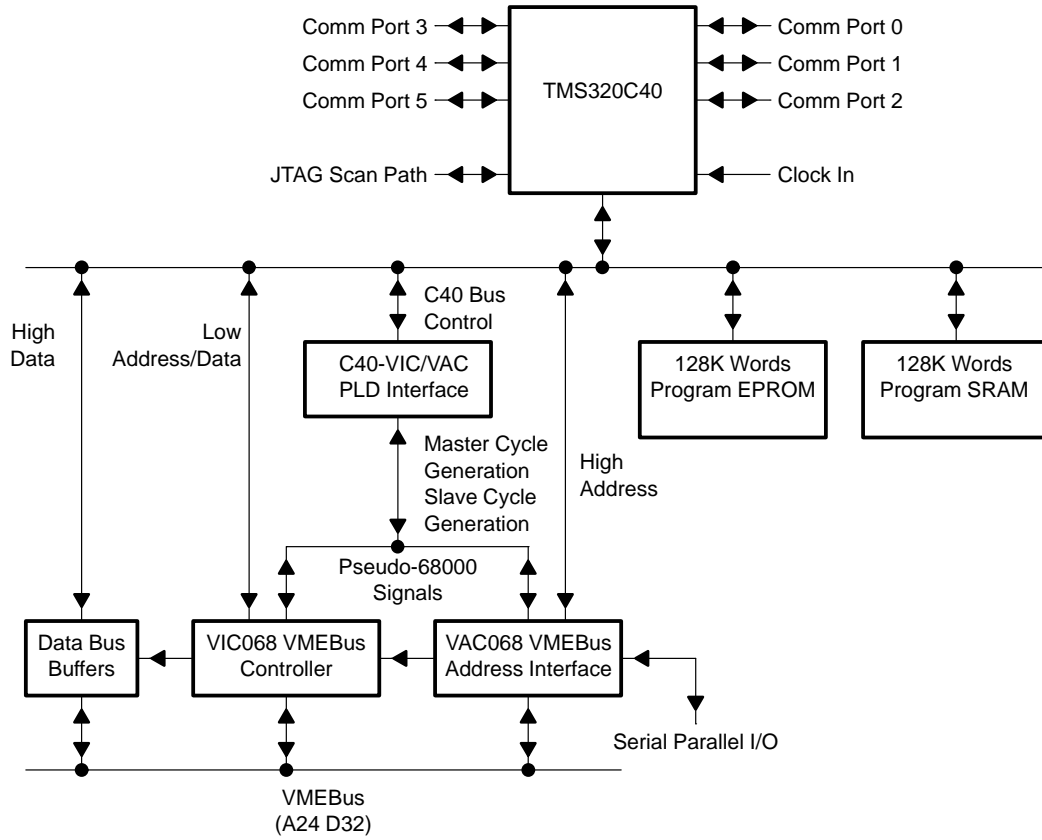 Comm Port 3
Comm Port 4
Comm Port 5
JTAG Scan Path
TMS320C40
Comm Port 0
Comm Port 1
Comm Port 2
Clock In
High
Data
Low
Address/Data
C40 Bus
Control
C40-VIC/VAC
PLD Interface
128K Words
Program EPROM
128K Words
Program SRAM
Master Cycle
Generation
Slave Cycle
Generation
High
Address
Pseudo-68000
Signals
Data Bus
Buffers
VIC068 VMEBus
Controller
VAC068 VMEBus
Address Interface
Serial Parallel I/O
VMEBus
(A24 D32)